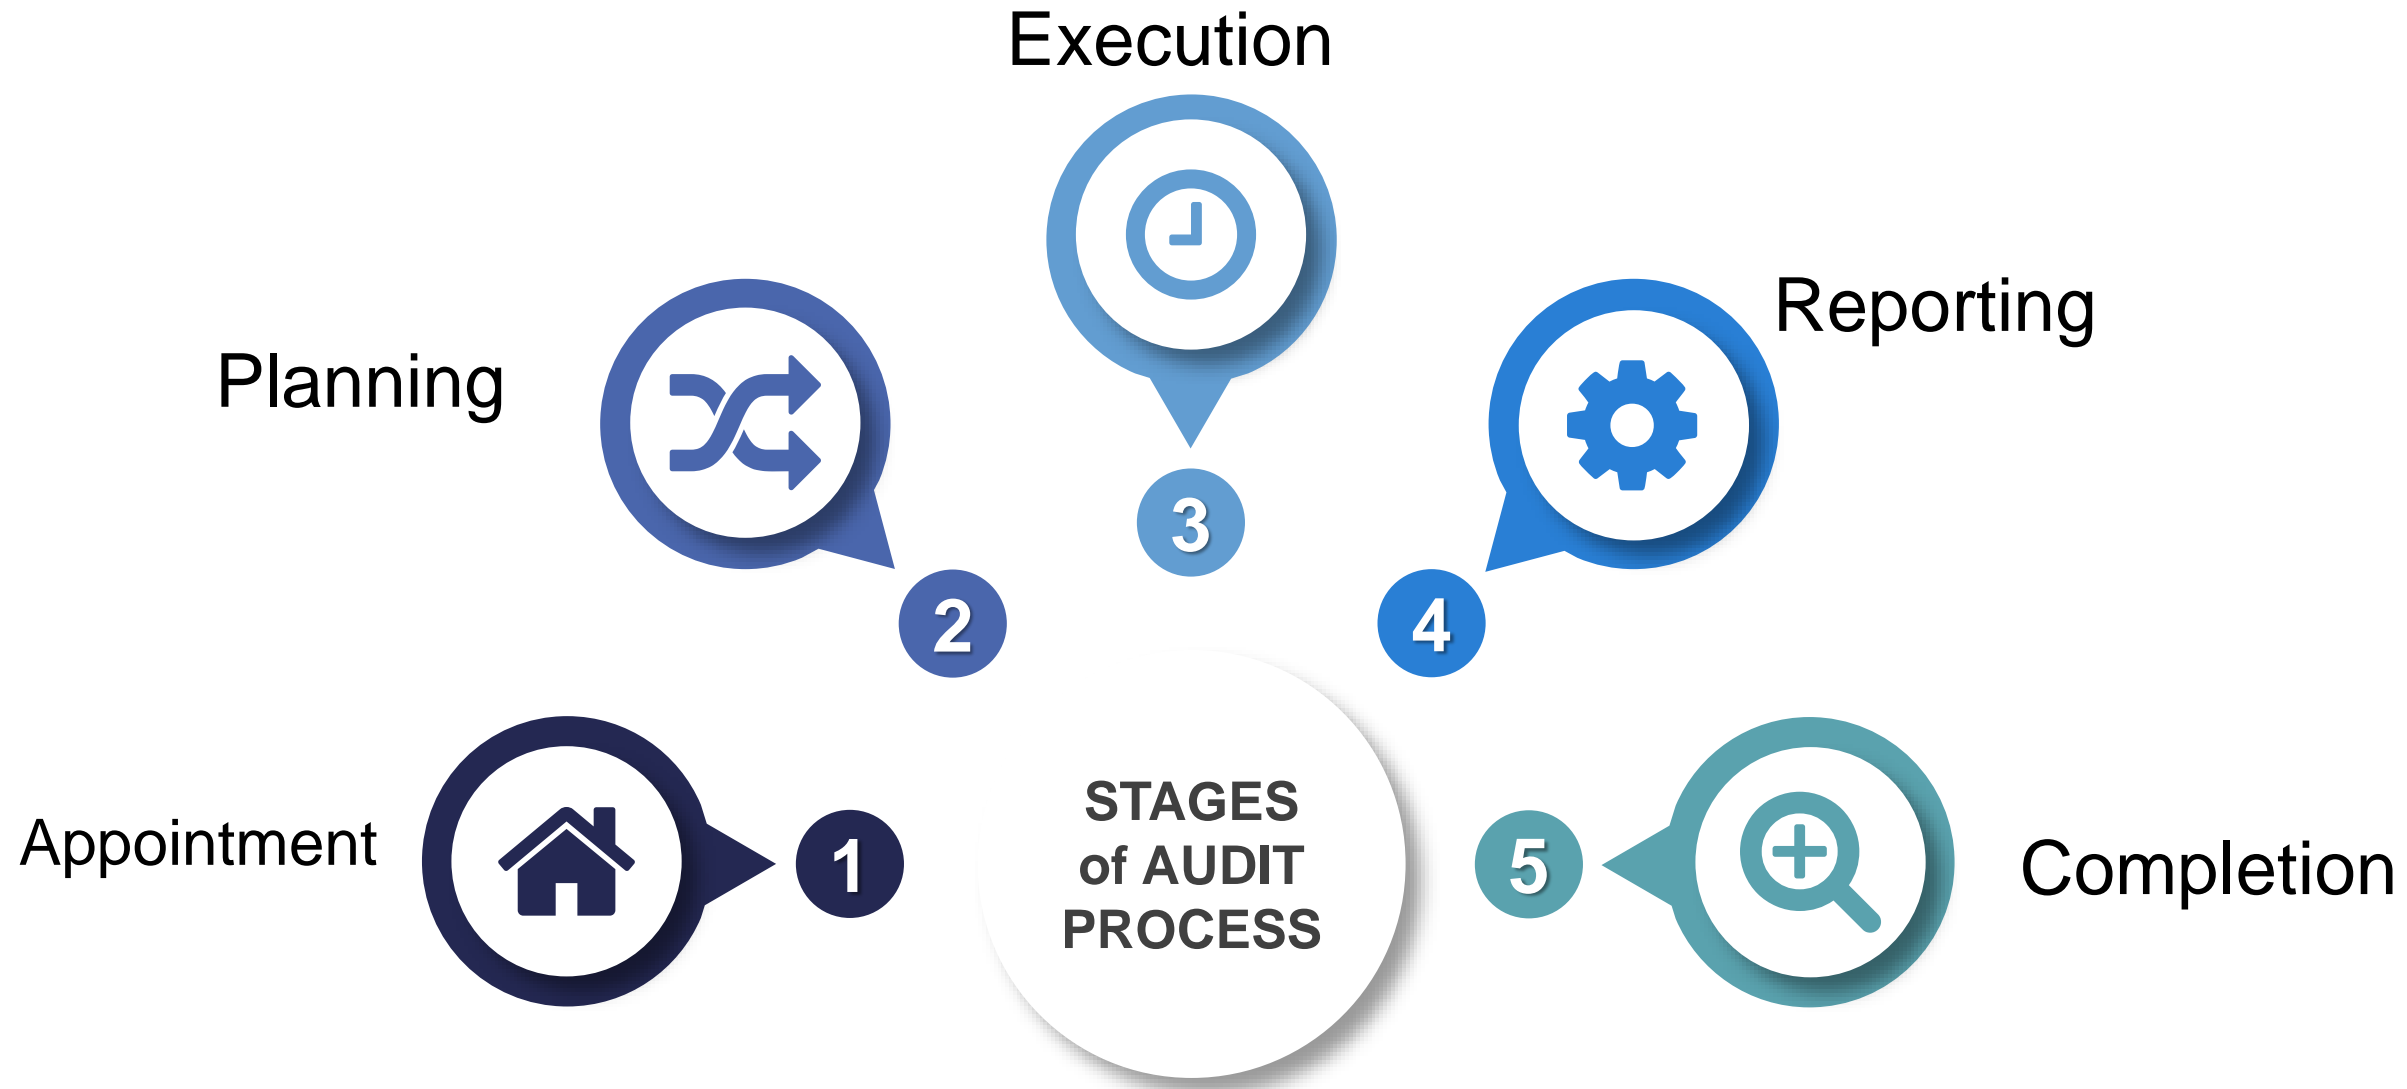 Execution
Reporting
Planning
3
2
4
Appointment
1
STAGES
of AUDIT
PROCESS
5
Completion